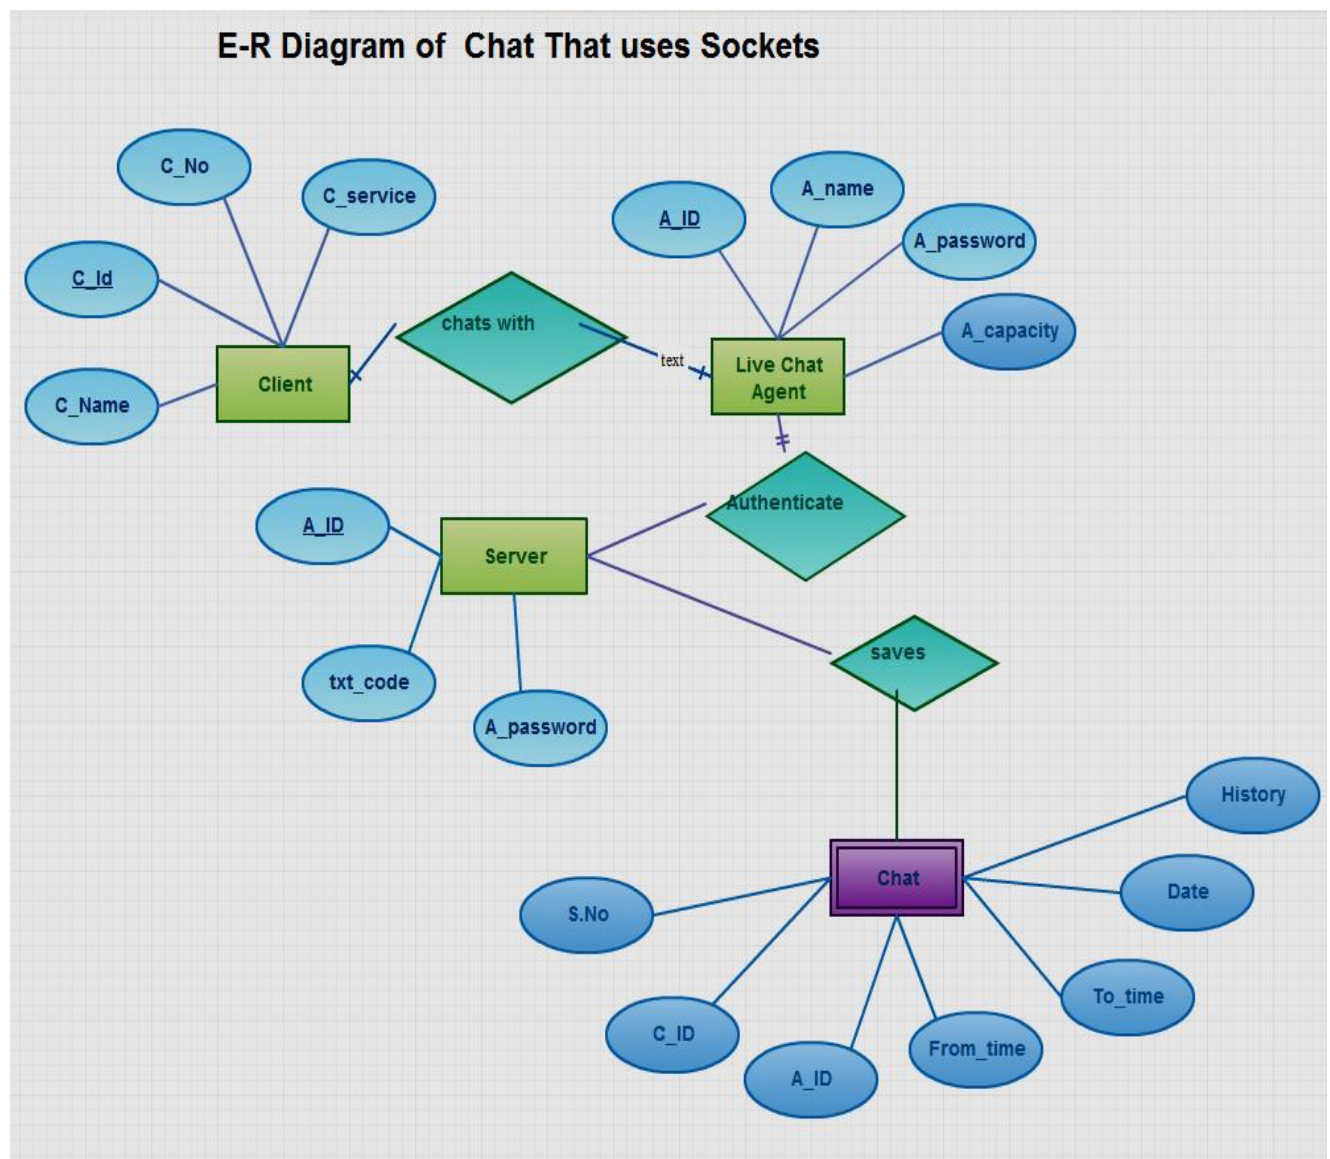 E-R Diagram of  Chat That uses Sockets
C_No
C_service
C_Id
C_Name
Client
chats with
text
A_ID
A_name
A_password
A_capacity
Live Chat
Agent
Authenticate
A_ID
Server
txt_code
A_password
saves
Chat
History
Date
To_time
From_time
A_ID
C_ID
S.No